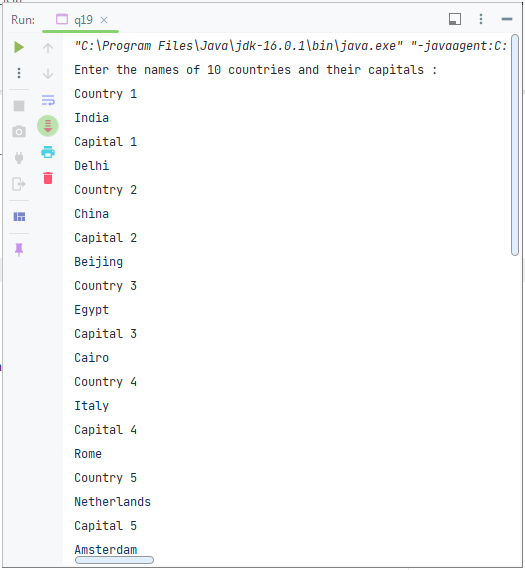 Run:
q19
"C:\Program Files\Java\jdk-16.0.1\bin\java.exe" "-javaagent:C:
Enter the names of 10 countries and their capitals :
Country 1
India
Capital 1
Delhi
Country 2
China
Capital 2
Beijing
Country 3
Egypt
Capital 3
Cairo
Country 4
Italy
Capital 4
Rome
Country 5
Netherlands
Capital 5
Amsterdam